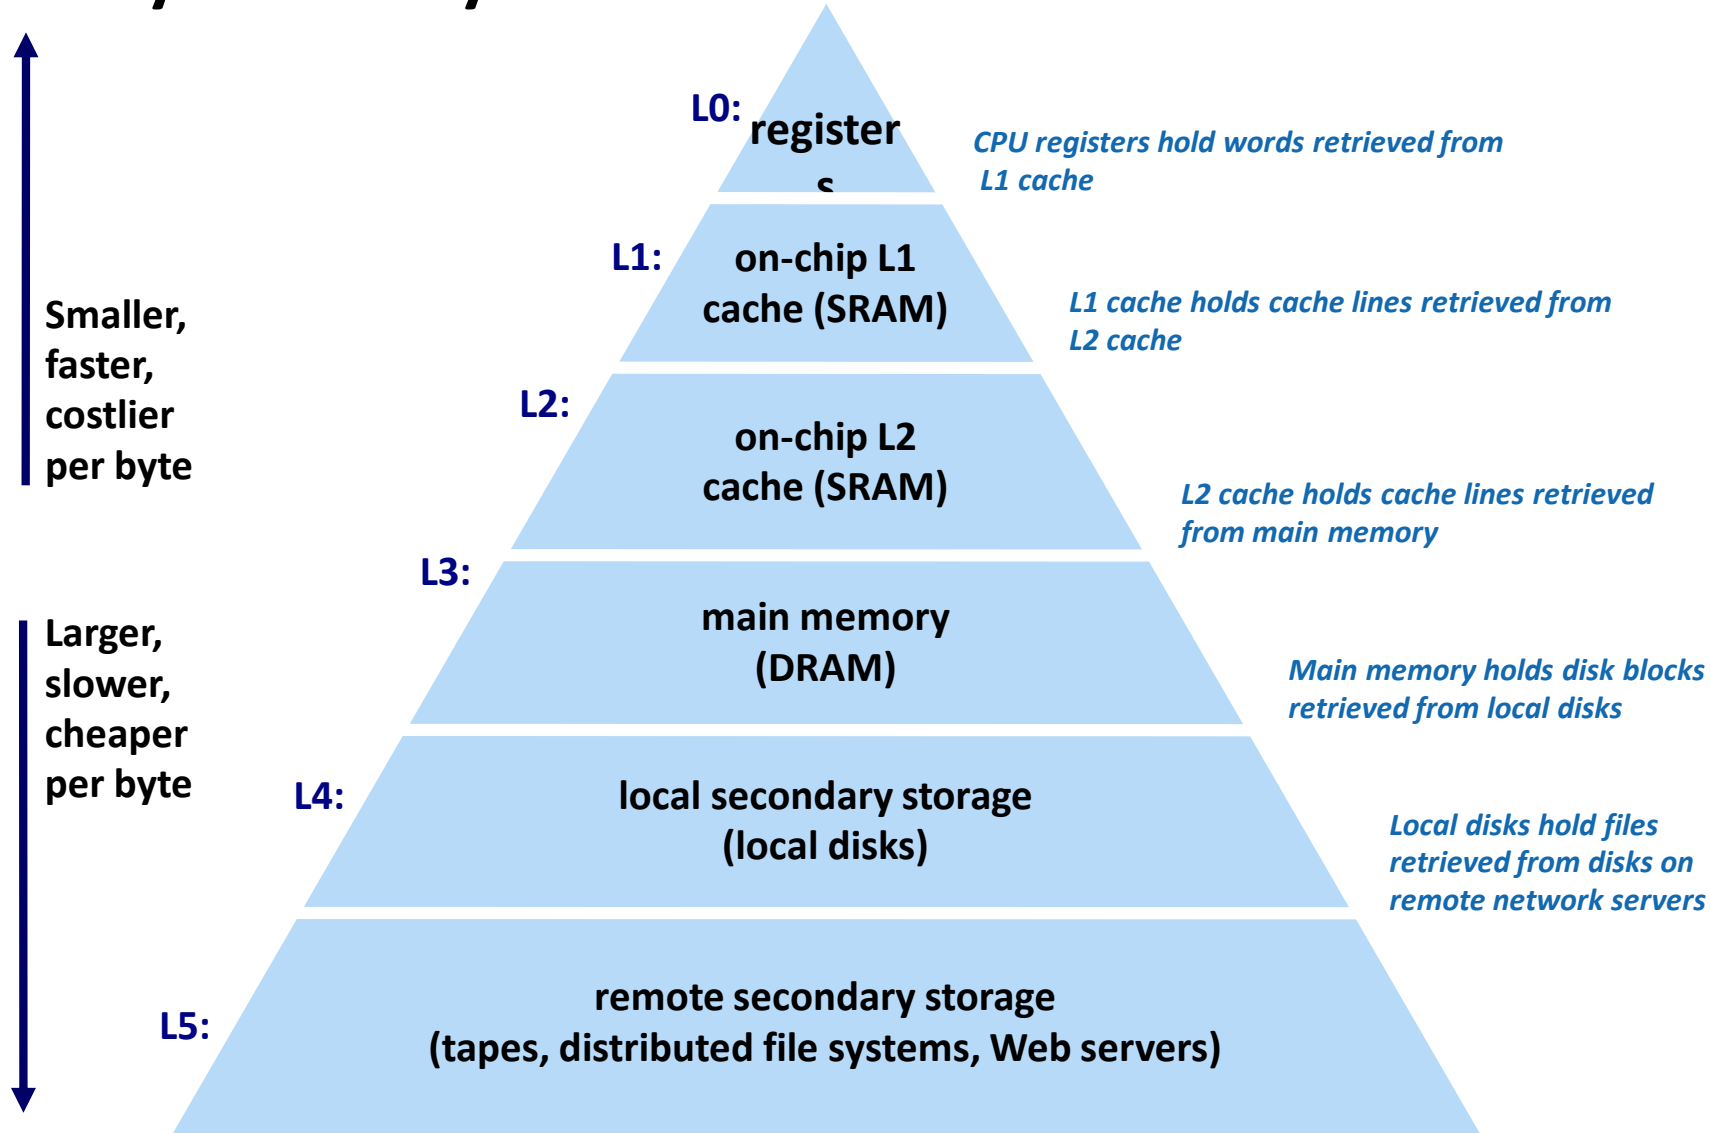 L0:
register
s
CPU registers hold words retrieved from
L1 cache
L1:
on-chip L1
cache (SRAM)
L1 cache holds cache lines retrieved from
L2 cache
Smaller,
faster,
costlier
per byte
L2:
on-chip L2
cache (SRAM)
L2 cache holds cache lines retrieved
from main memory
L3:
main memory
(DRAM)
Main memory holds disk blocks
retrieved from local disks
Larger,
slower,
cheaper
per byte
L4:
local secondary storage
(local disks)
Local disks hold files
retrieved from disks on
remote network servers
L5:
remote secondary storage
(tapes, distributed file systems, Web servers)